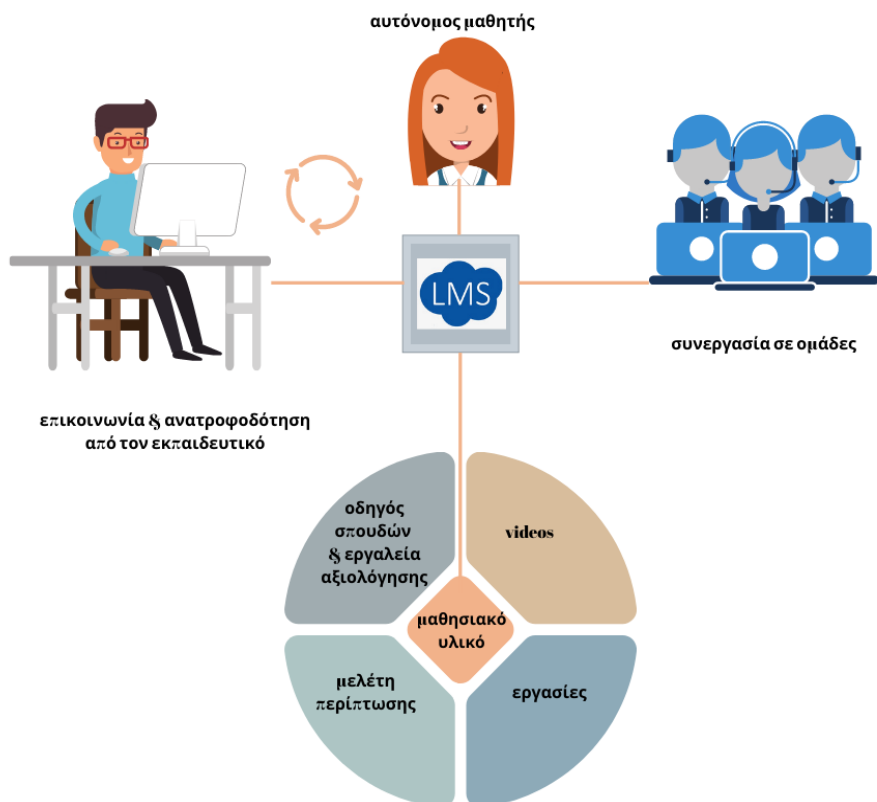 αυτόνομος μαθητής
LMS
συνεργασία σε ομάδες
επικοινωνία & ανατροφοδότηση
από τον εκπαιδευτικό
οδηγός
σπουδών
& εργαλεία
αξιολόγησης
videos
μαθησιακό
υλικό
μελέτη
περίπτωσης
εργασίες